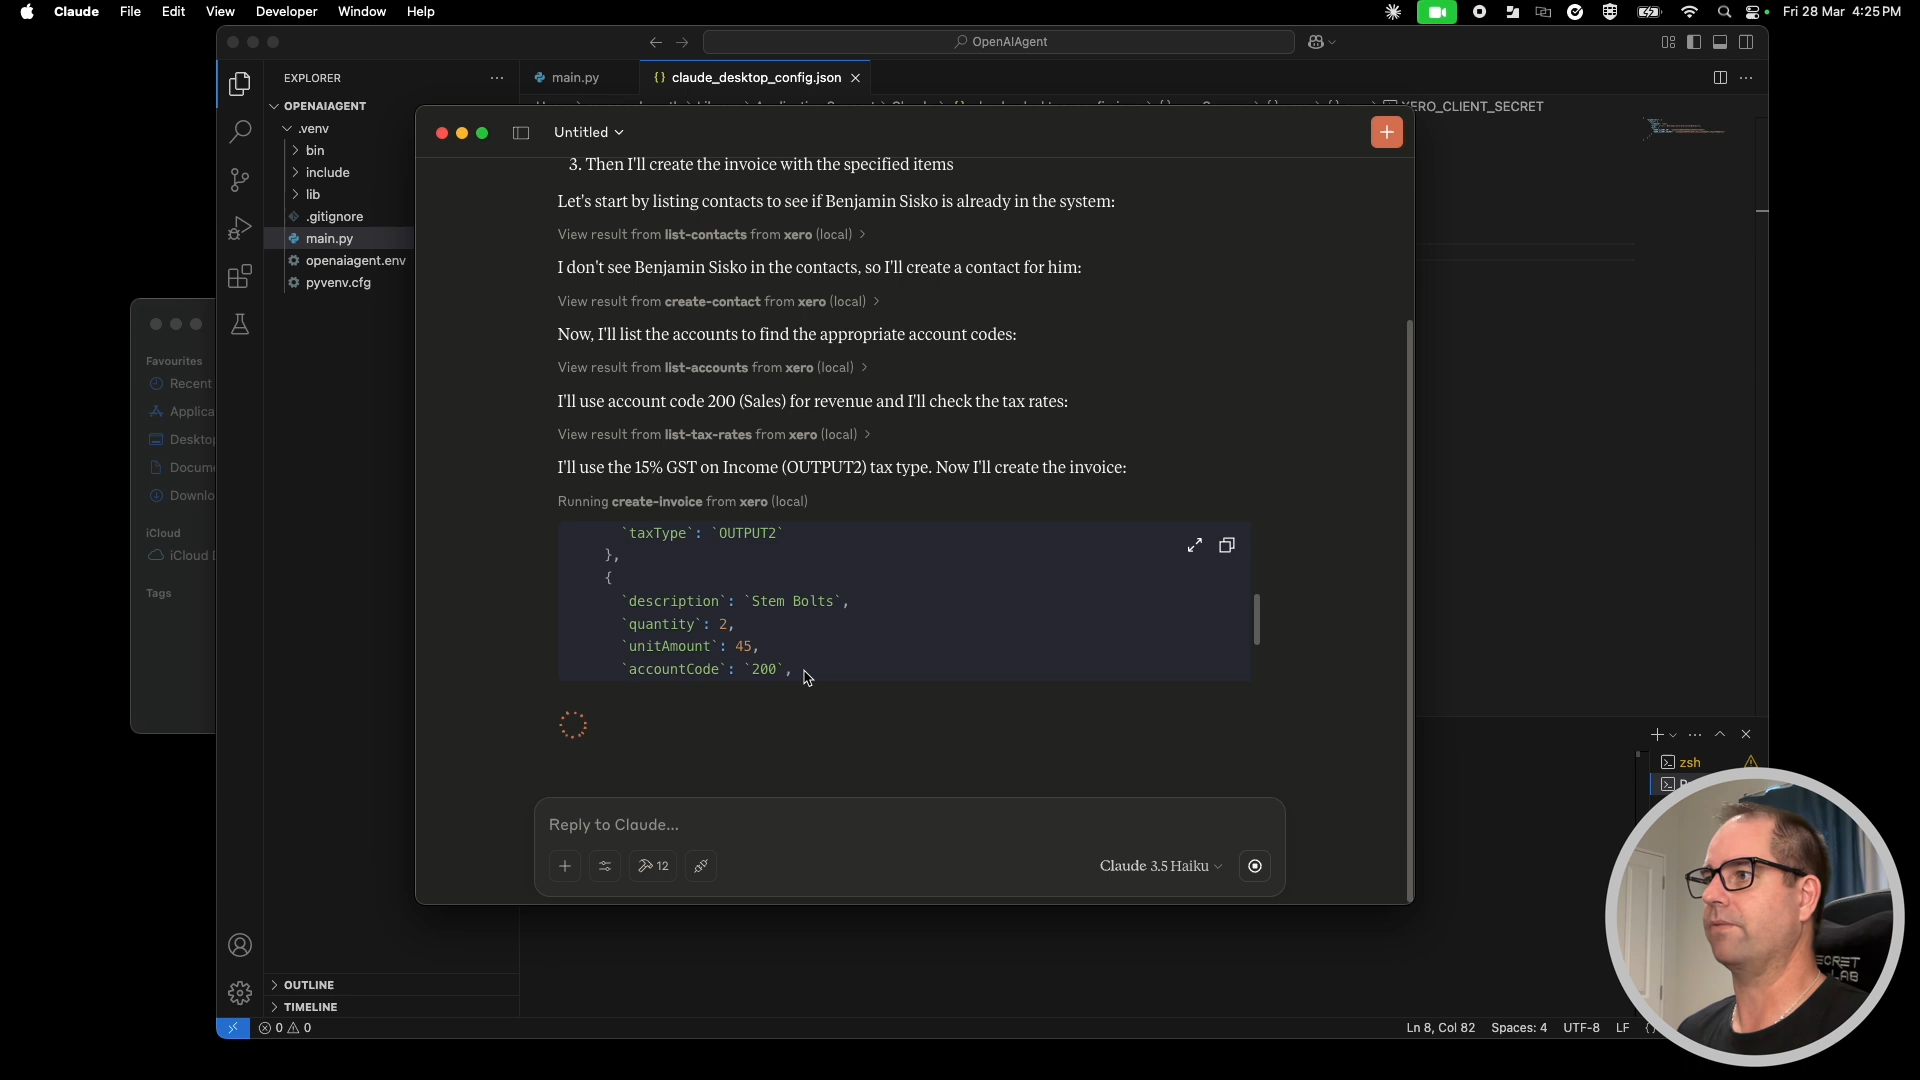 Claude File Edit View Developer Window Help
Fri 28 Mar 4:25 PM
OpenAIAgent
EXPLORER
main.py
{} claude_desktop_config.json
OPENAIAGENT
.venv
bin
include
lib
.gitignore
main.py
openaiagent.env
pyvenv.cfg
XERO_CLIENT_SECRET
Untitled
3. Then I'll create the invoice with the specified items
Let's start by listing contacts to see if Benjamin Sisko is already in the system:
View result from list-contacts from xero (local)
I don't see Benjamin Sisko in the contacts, so I'll create a contact for him:
View result from create-contact from xero (local)
Now, I'll list the accounts to find the appropriate account codes:
View result from list-accounts from xero (local)
I'll use account code 200 (Sales) for revenue and I'll check the tax rates:
View result from list-tax-rates from xero (local)
I'll use the 15% GST on Income (OUTPUT2) tax type. Now I'll create the invoice:
Running create-invoice from xero (local)
`taxType`: `OUTPUT2`
},
{
`description`: `Stem Bolts`,
`quantity`: 2,
`unitAmount`: 45,
`accountCode`: `200`,
Reply to Claude...
12
Claude 3.5 Haiku
Favourites
Recent
Applica
Desktop
Docume
Downlo
iCloud
iCloud
Tags
zsh
SECRET
LAB
OUTLINE
TIMELINE
0 0
Ln 8, Col 82 Spaces: 4 UTF-8 LF {}